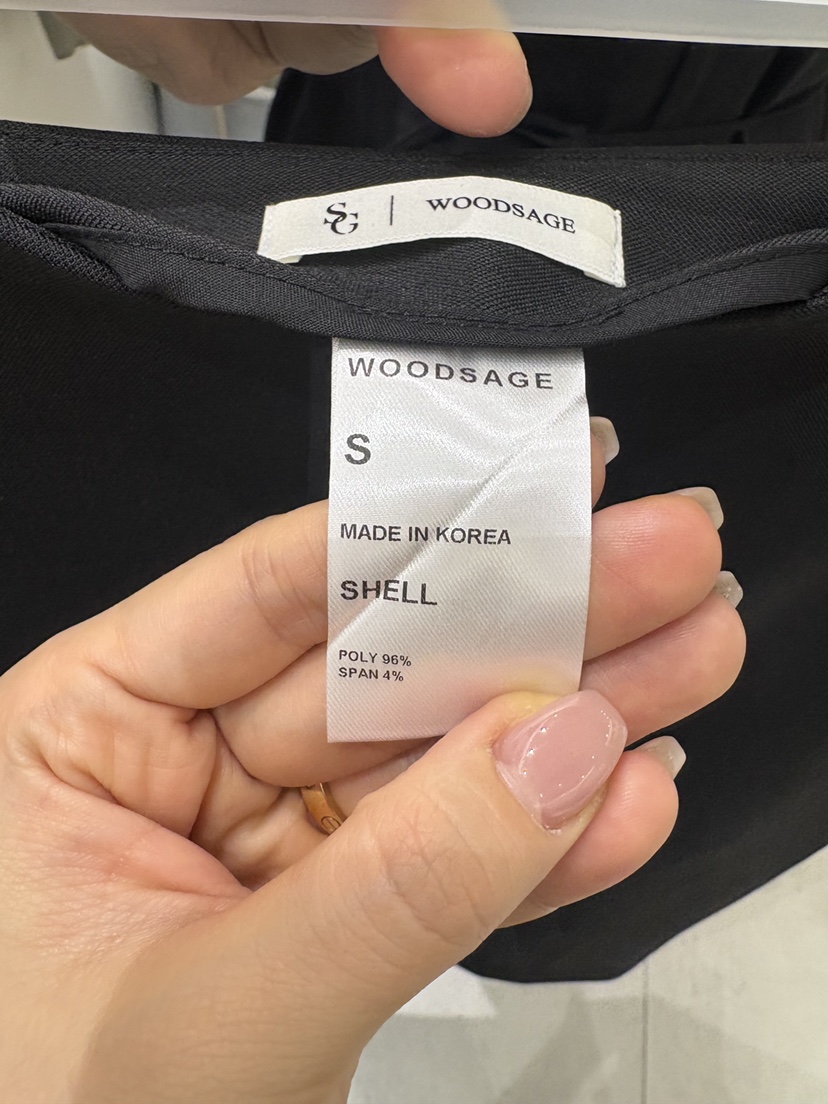 SG | WOODSAGE
WOODSAGE
S
MADE IN KOREA
SHELL
POLY 96%
SPAN 4%